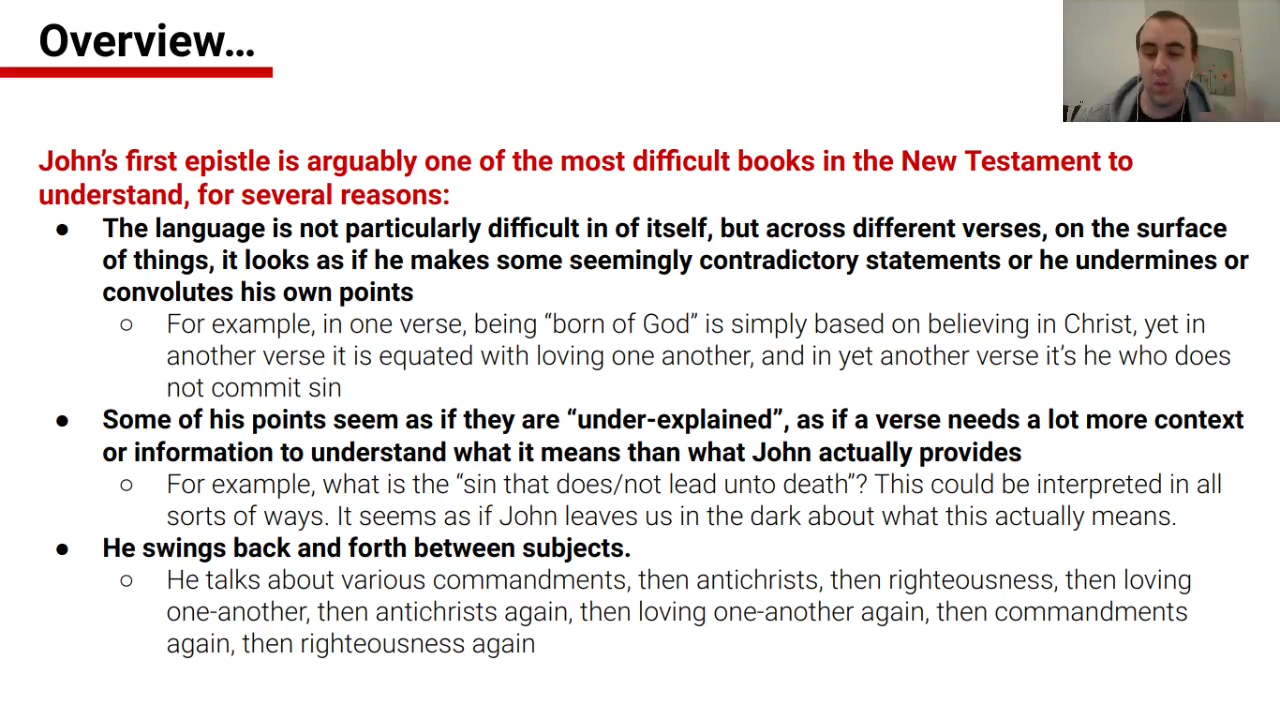 Overview...
John’s first epistle is arguably one of the most difficult books in the New Testament to
understand, for several reasons:
● The language is not particularly difficult in of itself, but across different verses, on the surface
of things, it looks as if he makes some seemingly contradictory statements or he undermines or
convolutes his own points
○ For example, in one verse, being “born of God” is simply based on believing in Christ, yet in
another verse it is equated with loving one another, and in yet another verse it’s he who does
not commit sin
● Some of his points seem as if they are “under-explained”, as if a verse needs a lot more context
or information to understand what it means than what John actually provides
○ For example, what is the “sin that does/not lead unto death”? This could be interpreted in all
sorts of ways. It seems as if John leaves us in the dark about what this actually means.
● He swings back and forth between subjects.
○ He talks about various commandments, then antichrists, then righteousness, then loving
one-another, then antichrists again, then loving one-another again, then commandments
again, then righteousness again